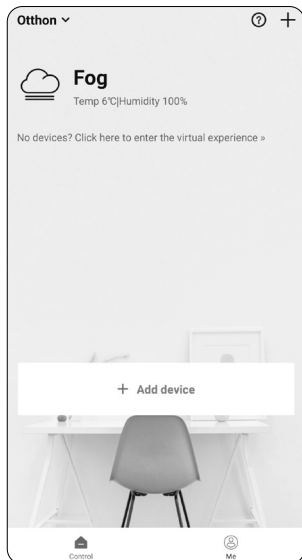 Otthon
Fog
Temp 6℃|Humidity 100%
No devices? Click here to enter the virtual experience »
+ Add device
Control
Me